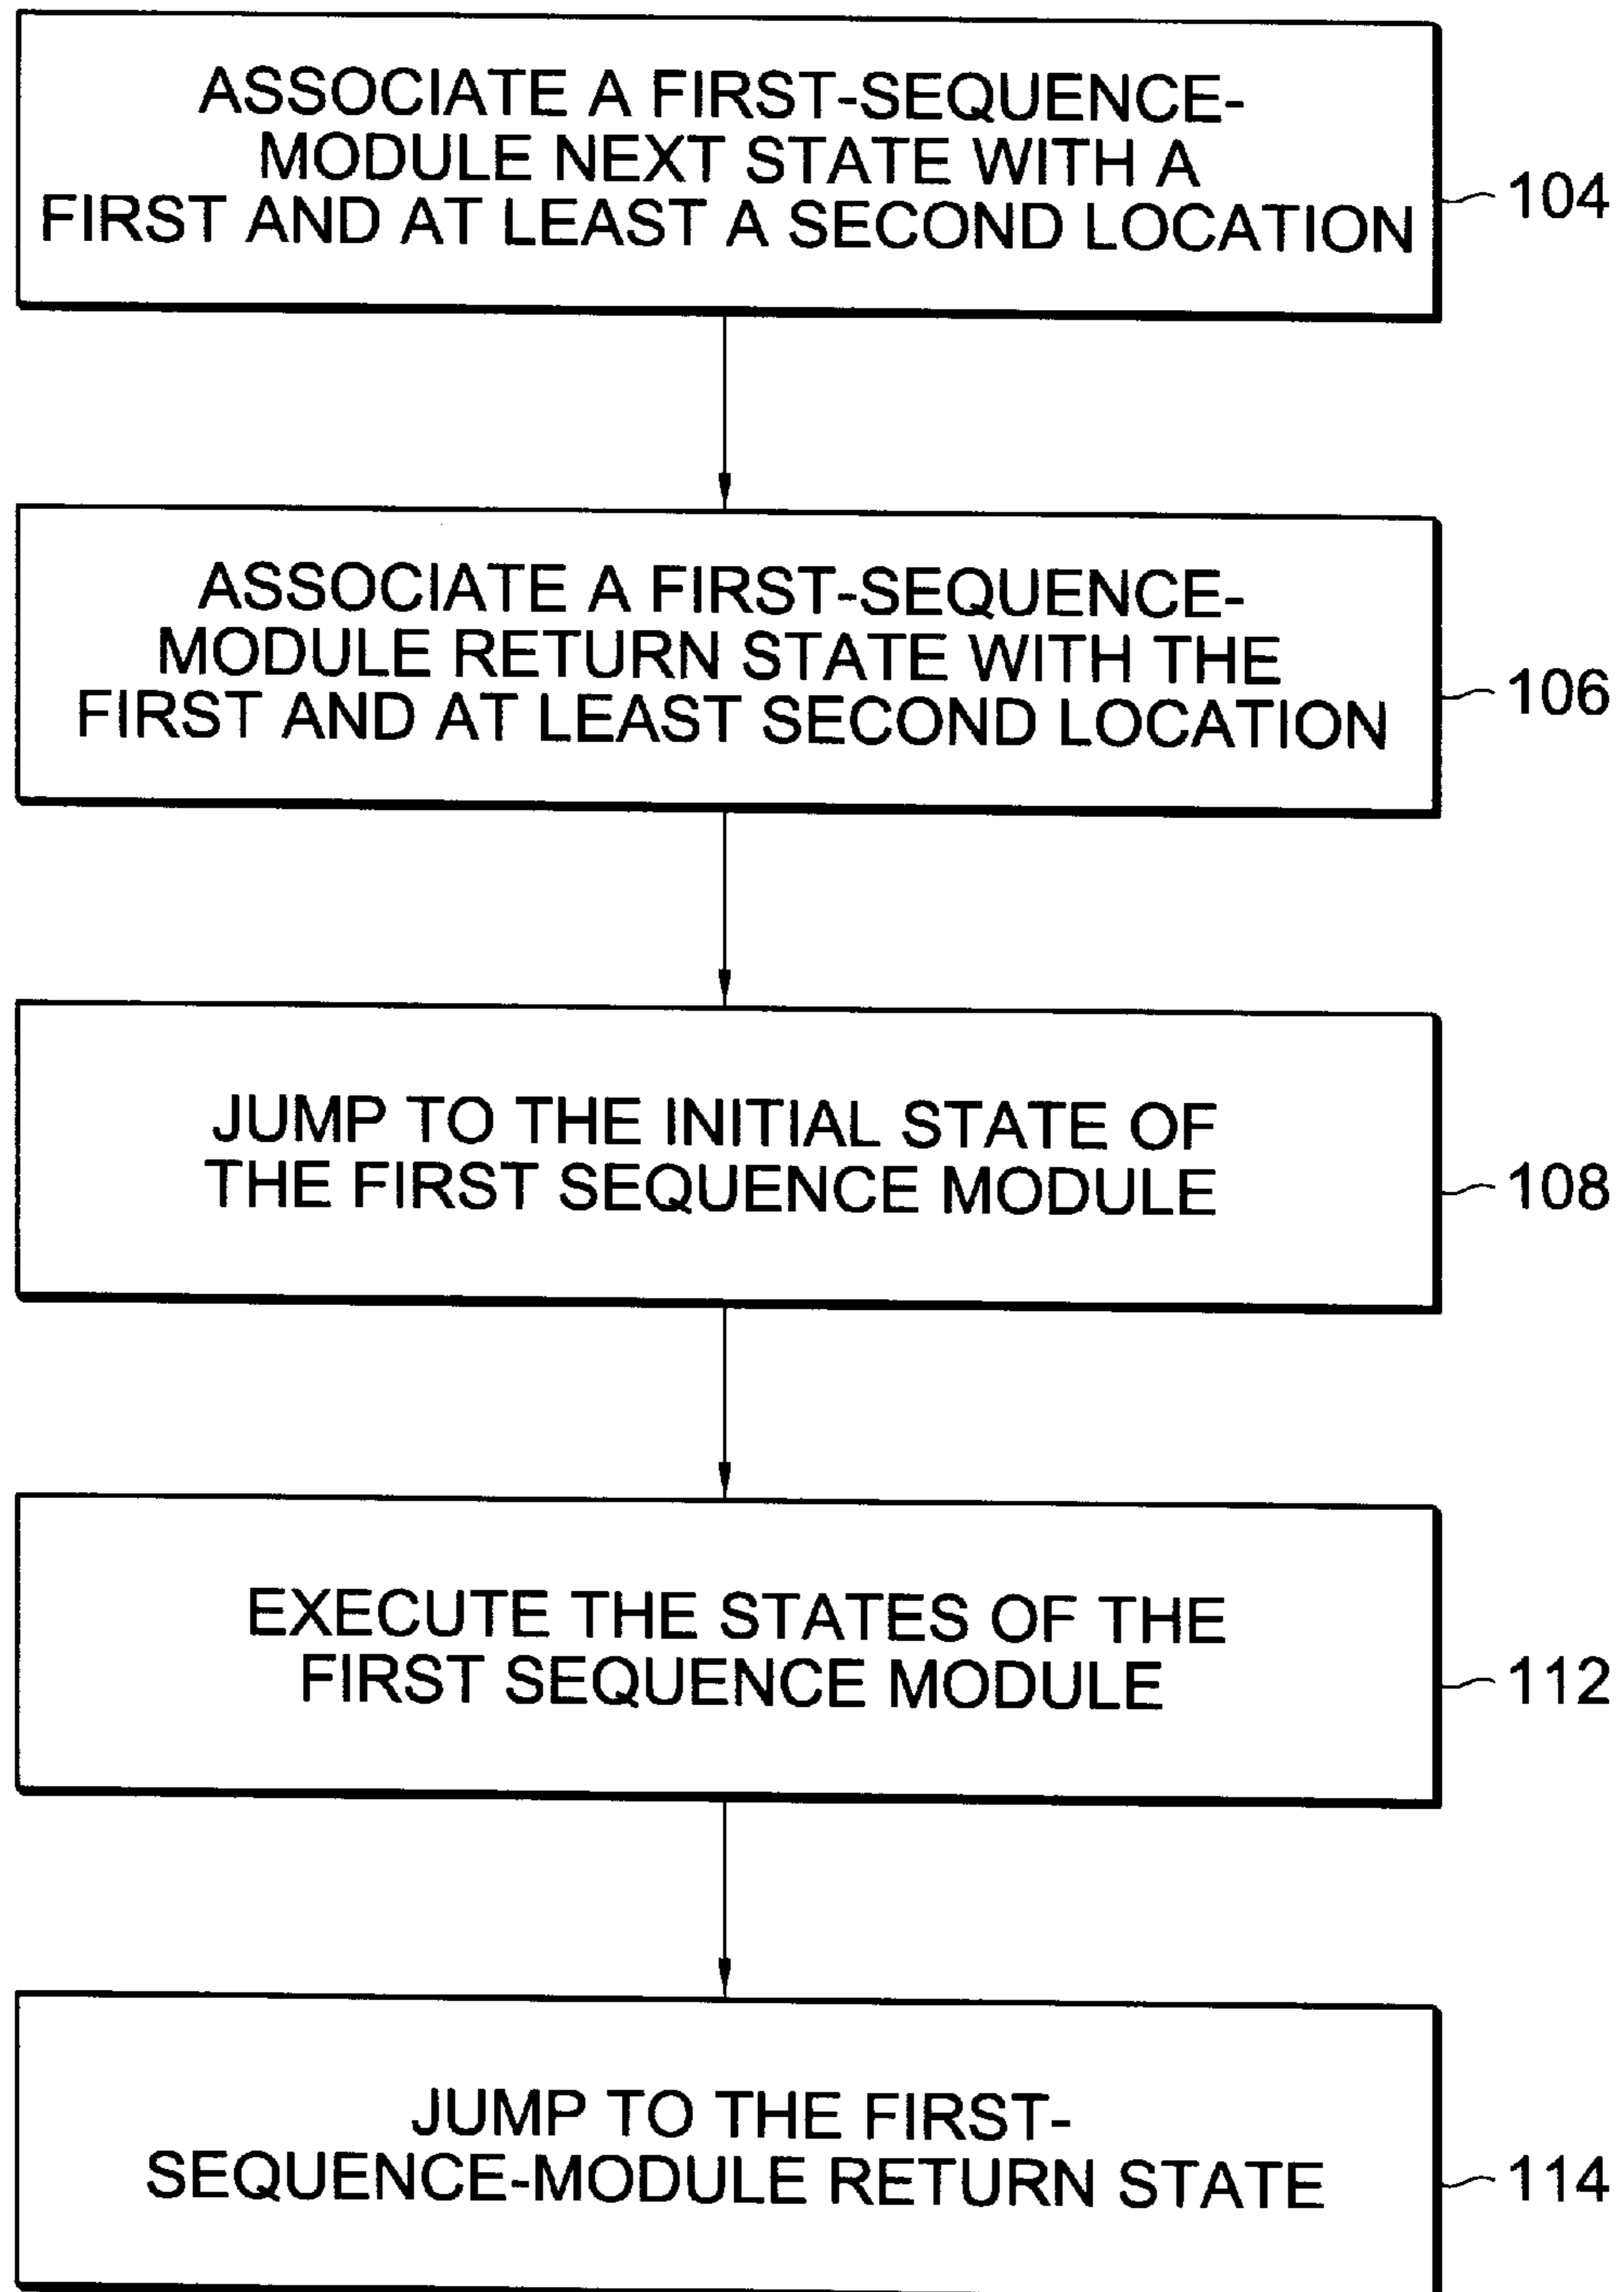 ASSOCIATE A FIRST-SEQUENCE-
MODULE NEXT STATE WITH A
FIRST AND AT LEAST A SECOND LOCATION
104
ASSOCIATE A FIRST-SEQUENCE-
MODULE RETURN STATE WITH THE
FIRST AND AT LEAST SECOND LOCATION
106
JUMP TO THE INITIAL STATE OF
THE FIRST SEQUENCE MODULE
108
EXECUTE THE STATES OF THE
FIRST SEQUENCE MODULE
112
JUMP TO THE FIRST-
SEQUENCE-MODULE RETURN STATE
114